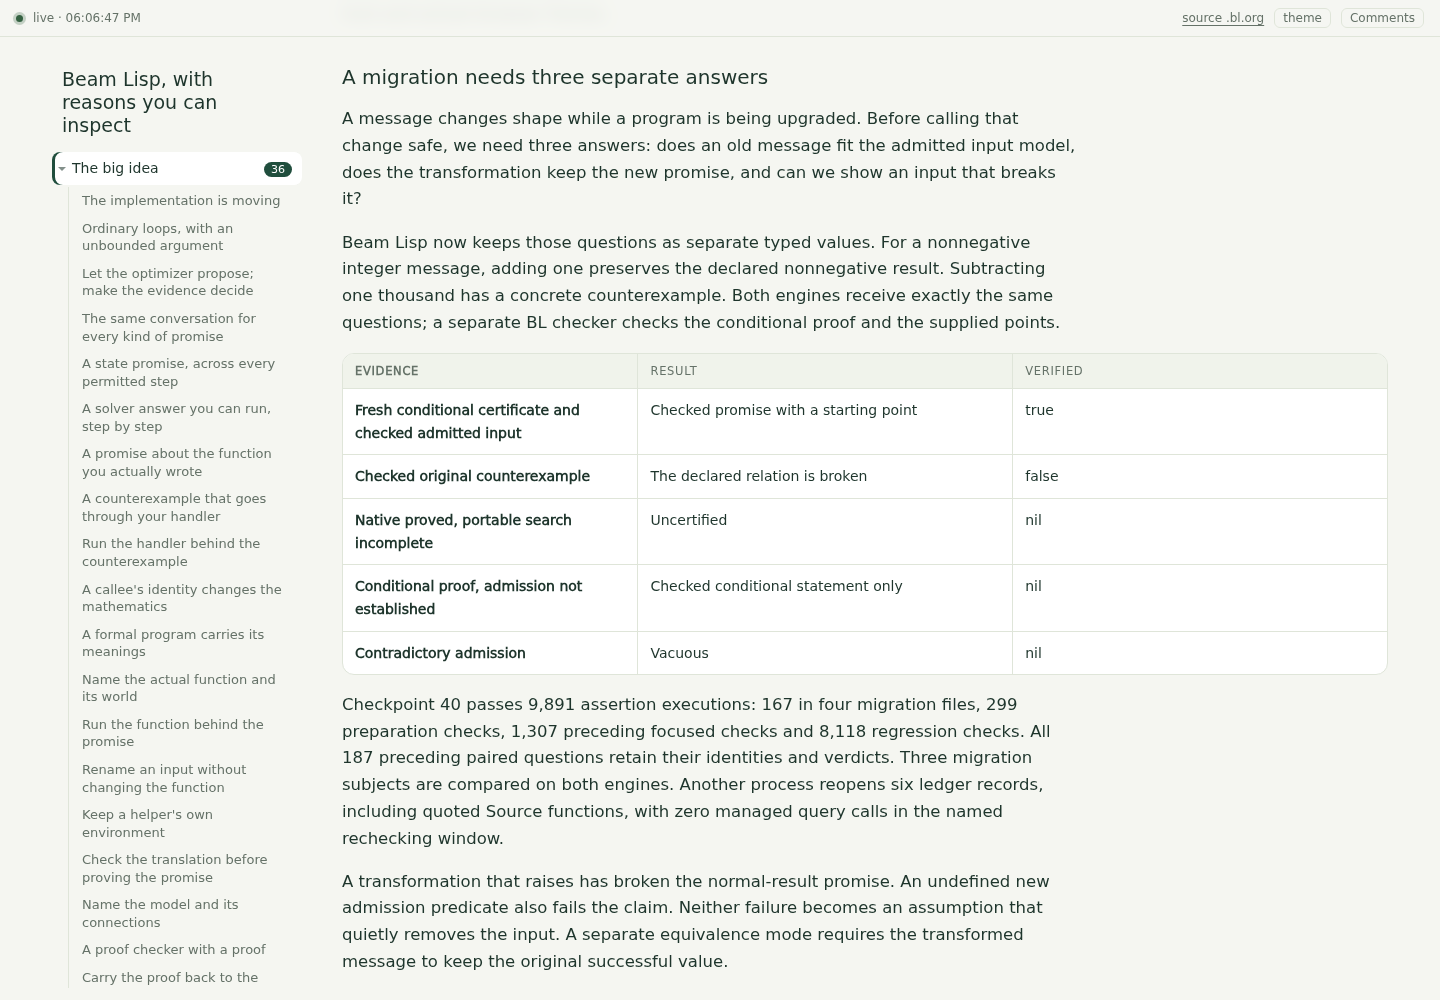 live · 06:06:47 PM
source .bl.org
theme
Comments
Beam Lisp, with
reasons you can
inspect
The big idea
36
The implementation is moving
Ordinary loops, with an
unbounded argument
Let the optimizer propose;
make the evidence decide
The same conversation for
every kind of promise
A state promise, across every
permitted step
A solver answer you can run,
step by step
A promise about the function
you actually wrote
A counterexample that goes
through your handler
Run the handler behind the
counterexample
A callee's identity changes the
mathematics
A formal program carries its
meanings
Name the actual function and
its world
Run the function behind the
promise
Rename an input without
changing the function
Keep a helper's own
environment
Check the translation before
proving the promise
Name the model and its
connections
A proof checker with a proof
Carry the proof back to the
A migration needs three separate answers
A message changes shape while a program is being upgraded. Before calling that
change safe, we need three answers: does an old message fit the admitted input model,
does the transformation keep the new promise, and can we show an input that breaks
it?
Beam Lisp now keeps those questions as separate typed values. For a nonnegative
integer message, adding one preserves the declared nonnegative result. Subtracting
one thousand has a concrete counterexample. Both engines receive exactly the same
questions; a separate BL checker checks the conditional proof and the supplied points.
EVIDENCE
RESULT
VERIFIED
Fresh conditional certificate and
checked admitted input
Checked promise with a starting point
true
Checked original counterexample
The declared relation is broken
false
Native proved, portable search
incomplete
Uncertified
nil
Conditional proof, admission not
established
Checked conditional statement only
nil
Contradictory admission
Vacuous
nil
Checkpoint 40 passes 9,891 assertion executions: 167 in four migration files, 299
preparation checks, 1,307 preceding focused checks and 8,118 regression checks. All
187 preceding paired questions retain their identities and verdicts. Three migration
subjects are compared on both engines. Another process reopens six ledger records,
including quoted Source functions, with zero managed query calls in the named
rechecking window.
A transformation that raises has broken the normal-result promise. An undefined new
admission predicate also fails the claim. Neither failure becomes an assumption that
quietly removes the input. A separate equivalence mode requires the transformed
message to keep the original successful value.